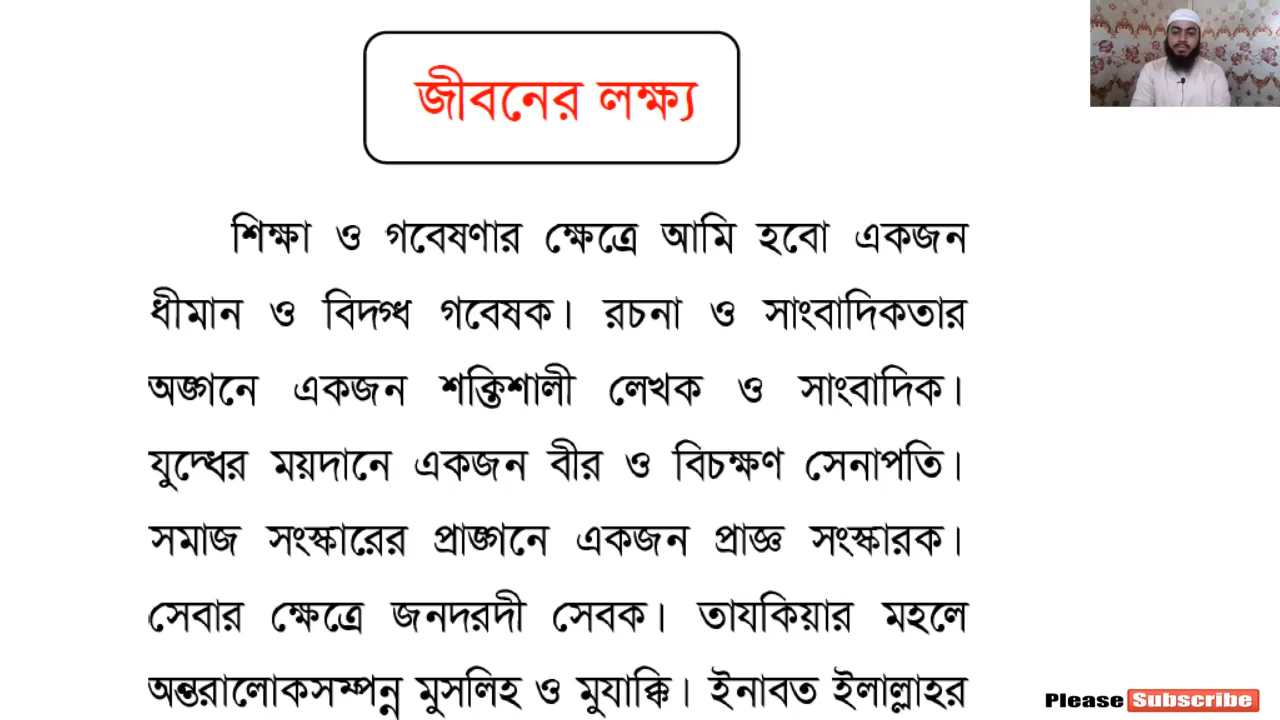 জীবনের লক্ষ্য
শিক্ষা ও গবেষণার ক্ষেত্রে আমি হবো একজন
ধীমান ও বিদগ্ধ গবেষক। রচনা ও সাংবাদিকতার
অঙ্গনে একজন শক্তিশালী লেখক ও সাংবাদিক।
যুদ্ধের ময়দানে একজন বীর ও বিচক্ষণ সেনাপতি।
সমাজ সংস্কারের প্রাঙ্গনে একজন প্রাজ্ঞ সংস্কারক।
সেবার ক্ষেত্রে জনদরদী সেবক। তাযকিয়ার মহলে
অন্তরালোকসম্পন্ন মুসলিহ ও মুযাক্কি। ইনাবত ইলাল্লাহর
Please Subscribe